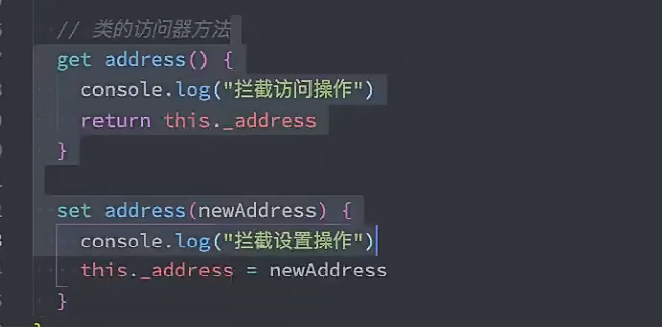 // 类的访问器方法
get address() {
console.log("拦截访问操作")
return this._address
}
set address(newAddress) {
console.log("拦截设置操作")
this._address = newAddress
}